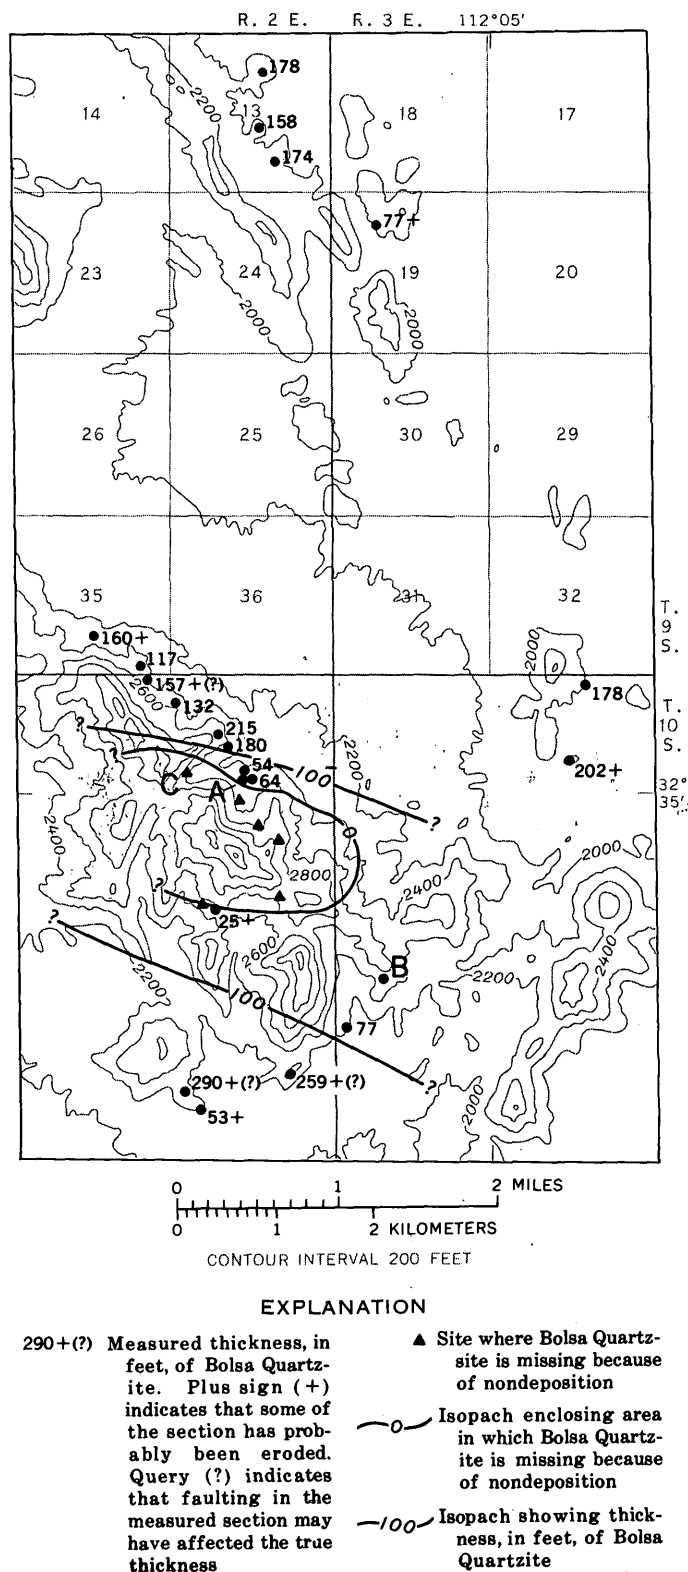 R. 2 E. R. 3 E. 112°05′
178
2200
14 13 18 17
158
174
77+
23 24 19 20
2000
2000
26 25 30 29
35 36 31 32
T.
9
S.
160+
2000
117
157+(?)
178
2600
132
T.
10
S.
? 215
180
2200
? 54
100
202+
C A 64
32°
35′
?
2400
0
2000
2800
? 2400
25+
?
2600
2400
B
2200
2200
100
77
290+(?) 259+(?)
?
2000
53+
0 1 2 MILES
0 1 2 KILOMETERS
CONTOUR INTERVAL 200 FEET
EXPLANATION
290+(?) Measured thickness, in
feet, of Bolsa Quartz-
ite. Plus sign (+)
indicates that some of
the section has prob-
ably been eroded.
Query (?) indicates
that faulting in the
measured section may
have affected the true
thickness
▲ Site where Bolsa Quartz-
site is missing because
of nondeposition
0 Isopach enclosing area
in which Bolsa Quartz-
ite is missing because
of nondeposition
100 Isopach showing thick-
ness, in feet, of Bolsa
Quartzite